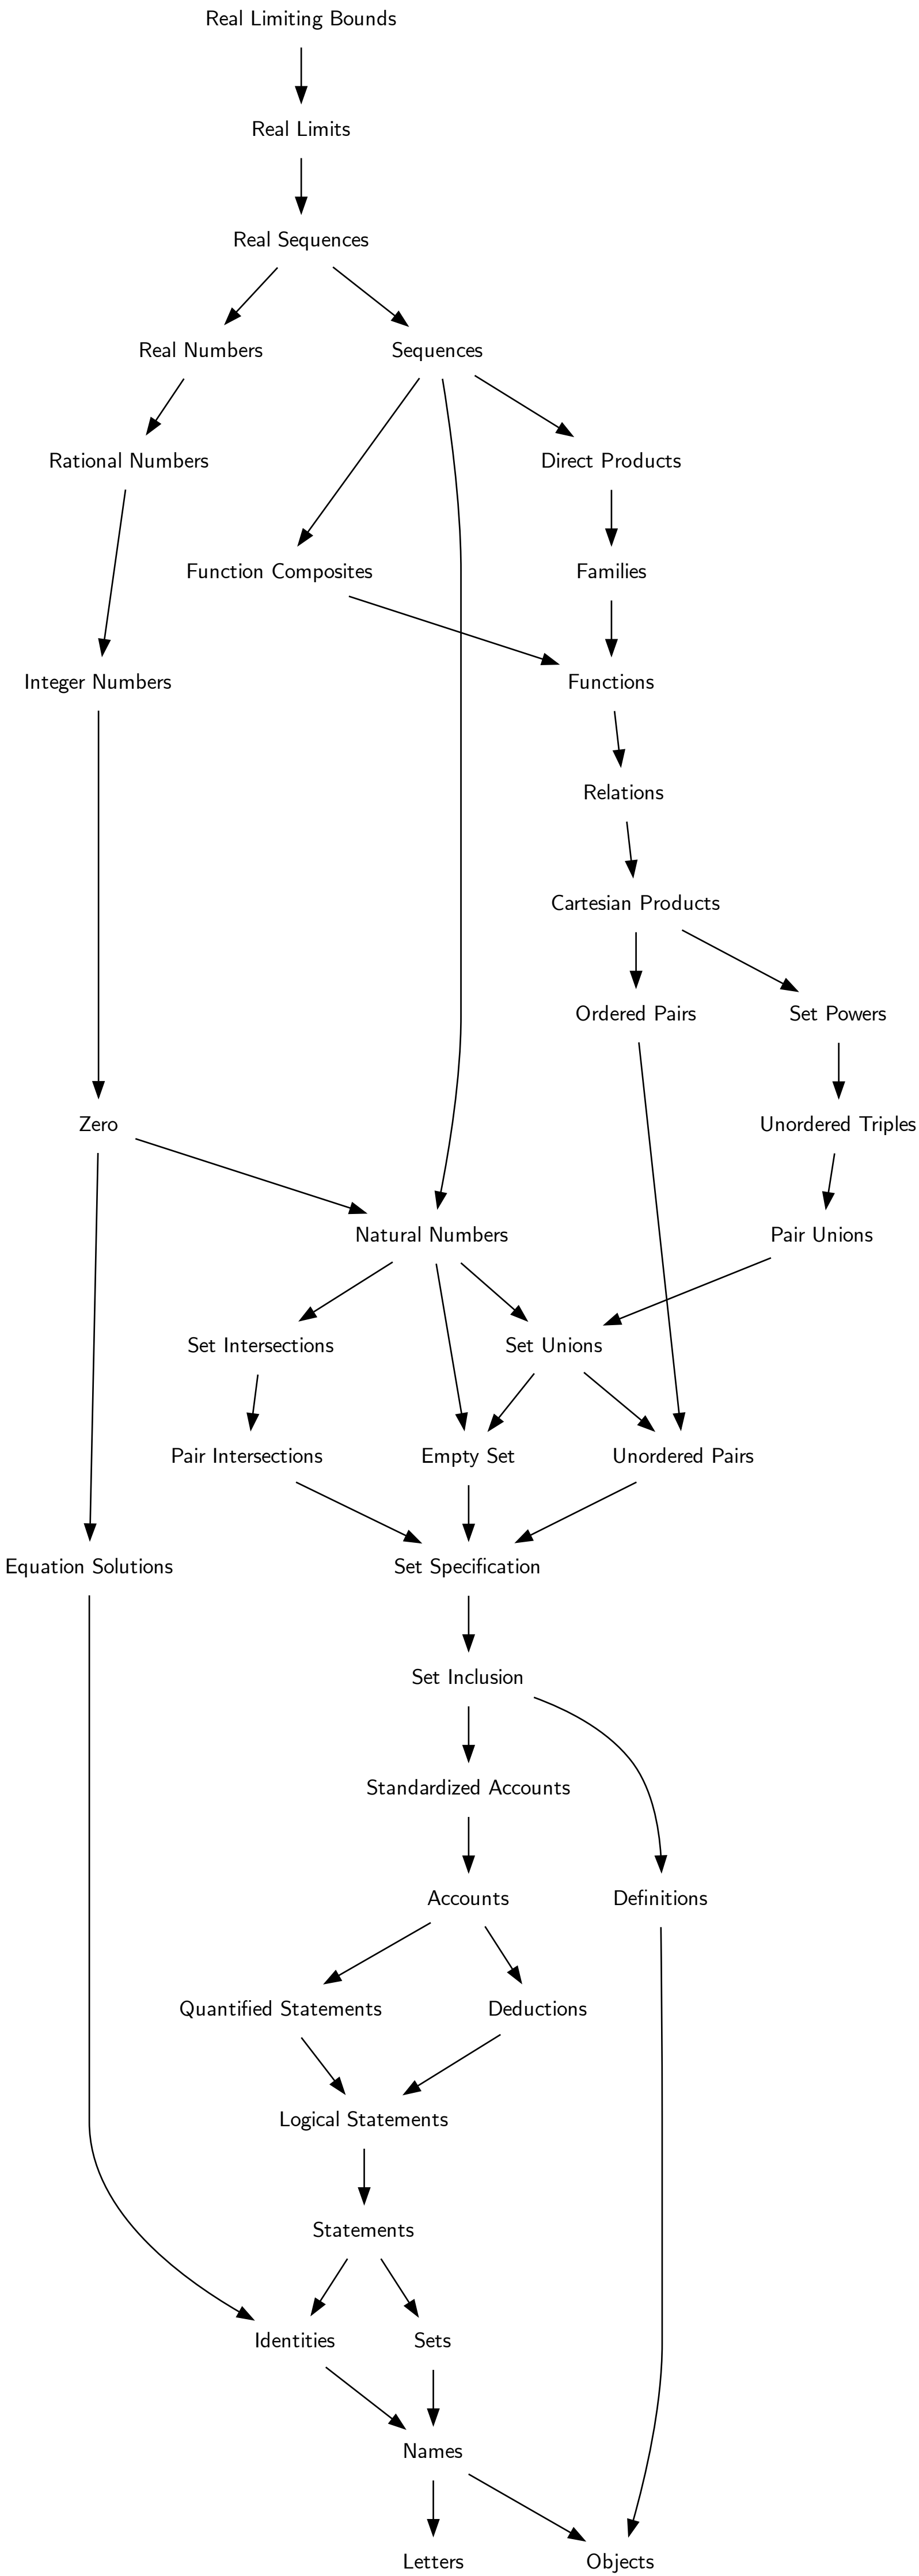 Real Limiting Bounds
Real Limits
Real Sequences
Real Numbers
Sequences
Rational Numbers
Direct Products
Function Composites
Families
Integer Numbers
Functions
Relations
Cartesian Products
Ordered Pairs
Set Powers
Zero
Unordered Triples
Natural Numbers
Pair Unions
Set Intersections
Set Unions
Pair Intersections
Empty Set
Unordered Pairs
Equation Solutions
Set Specification
Set Inclusion
Standardized Accounts
Accounts
Definitions
Quantified Statements
Deductions
Logical Statements
Statements
Identities
Sets
Names
Letters
Objects